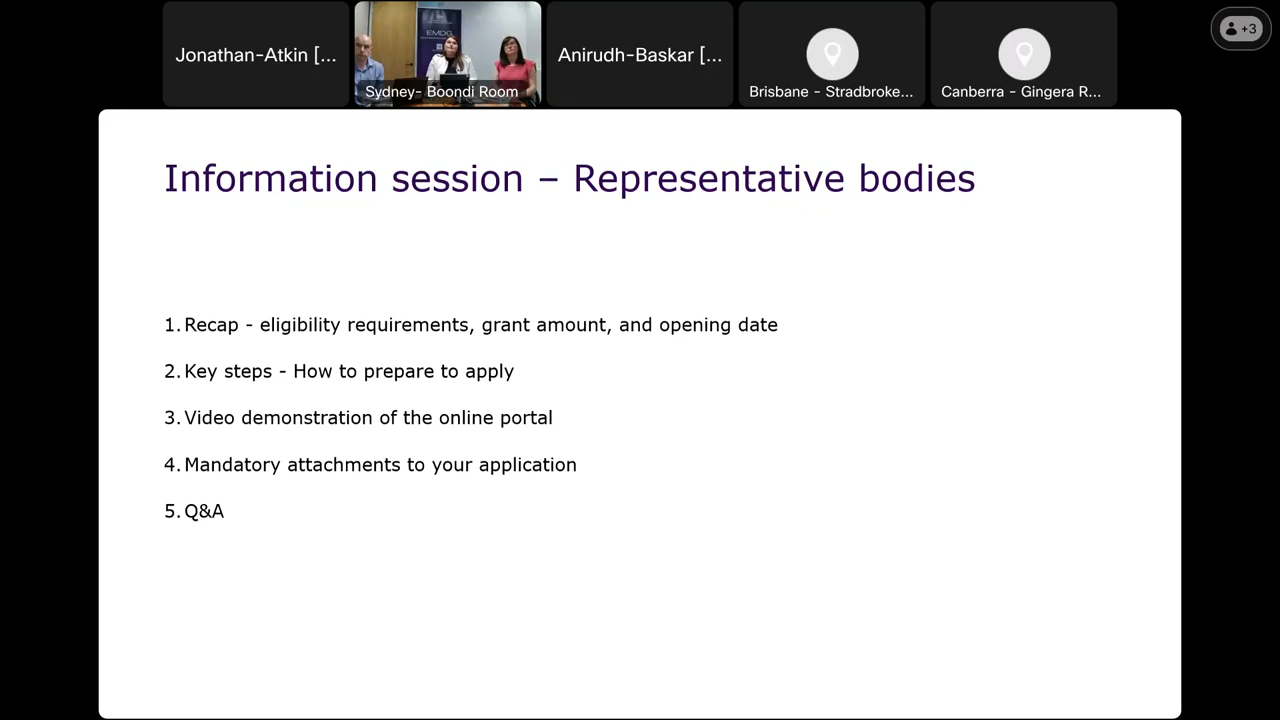 Jonathan-Atkin [...
EMDG
Sydney- Boondi Room
Anirudh-Baskar [...
Brisbane - Stradbroke...
Canberra - Gingera R...
+3
Information session – Representative bodies
1. Recap - eligibility requirements, grant amount, and opening date
2. Key steps - How to prepare to apply
3. Video demonstration of the online portal
4. Mandatory attachments to your application
5. Q&A